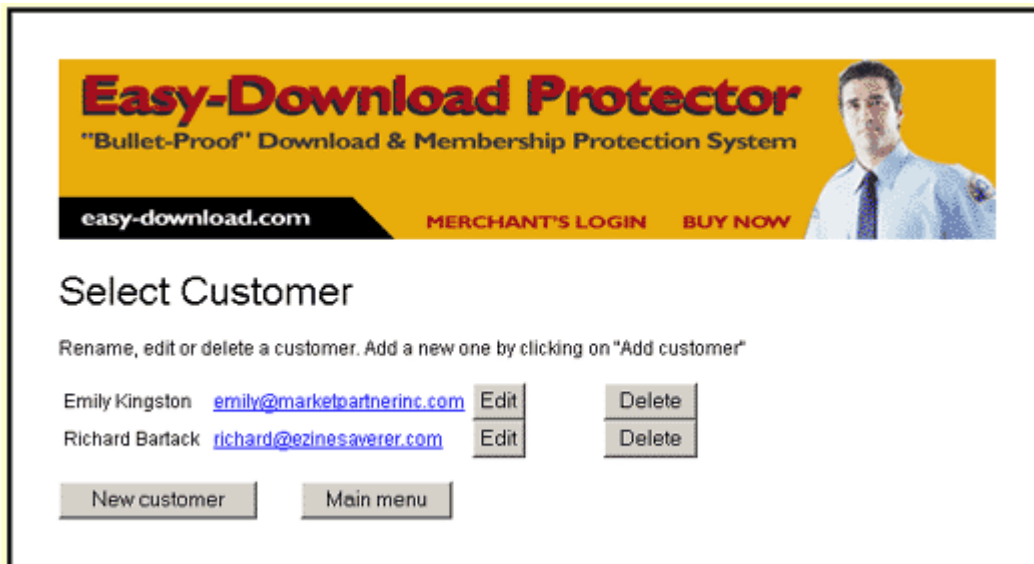 Easy-Download Protector
"Bullet-Proof" Download & Membership Protection System
easy-download.com MERCHANT'S LOGIN BUY NOW
Select Customer
Rename, edit or delete a customer. Add a new one by clicking on "Add customer"
Emily Kingston emily@marketpartnerinc.com Edit Delete
Richard Bartack richard@ezinesaverer.com Edit Delete
New customer Main menu